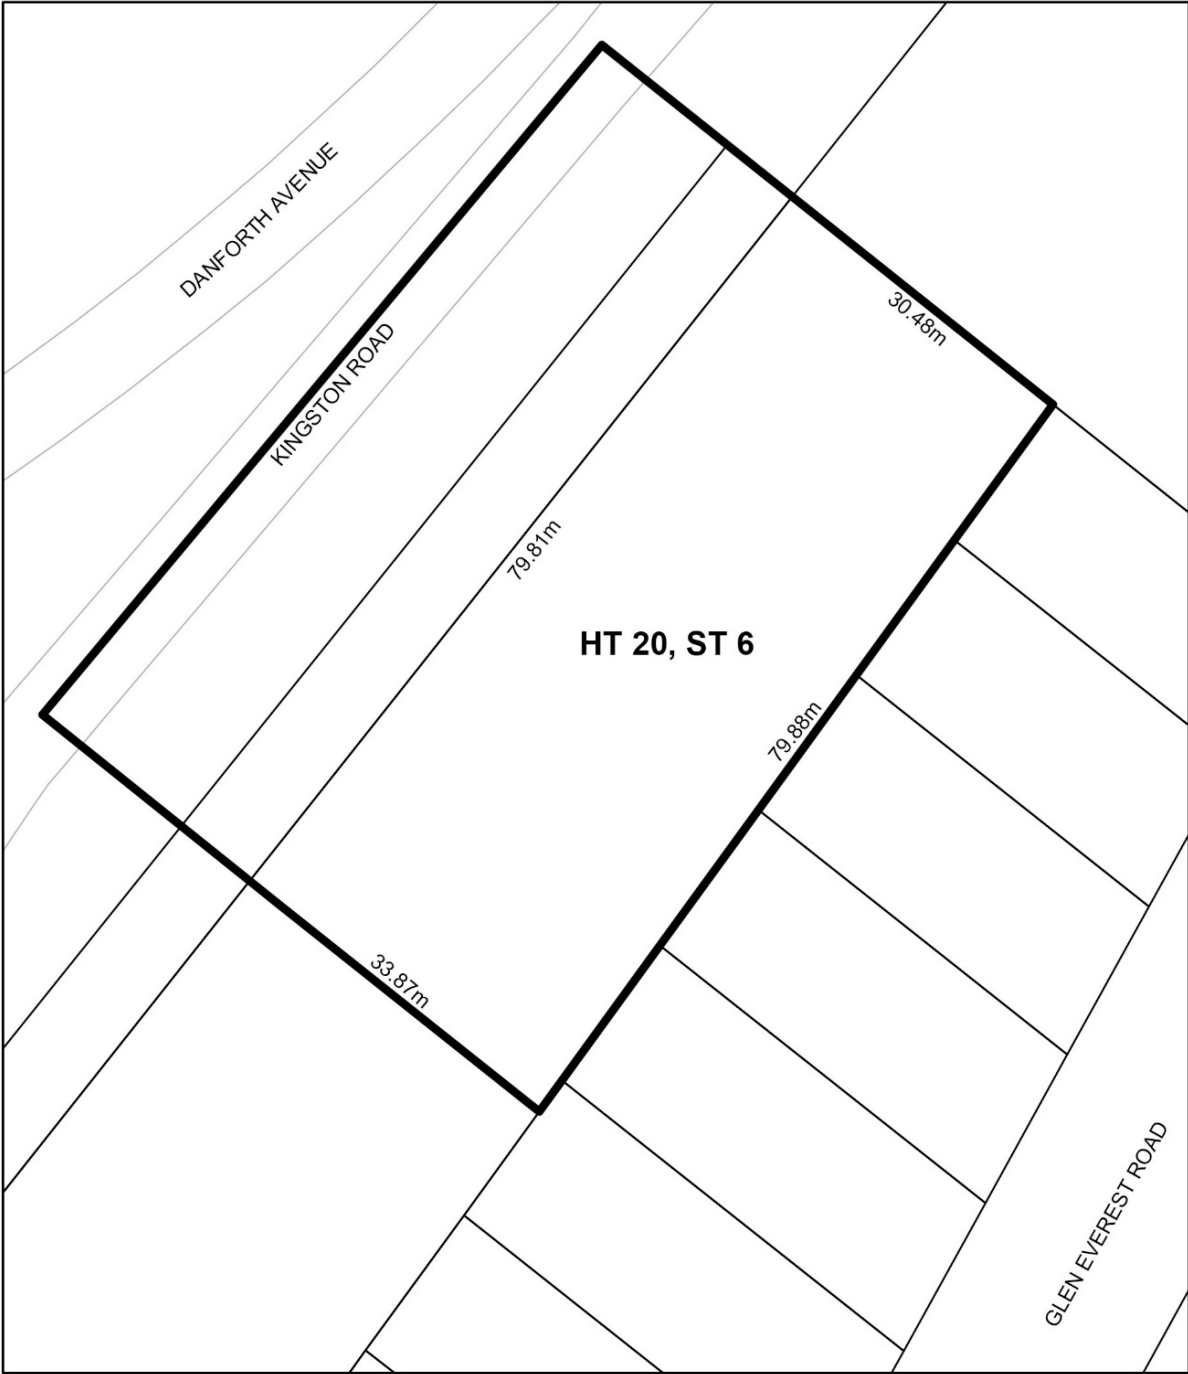 DANFORTH AVENUE
30.48m
KINGSTON ROAD
79.81m
HT 20, ST 6
79.88m
33.87m
GLEN EVEREST ROAD